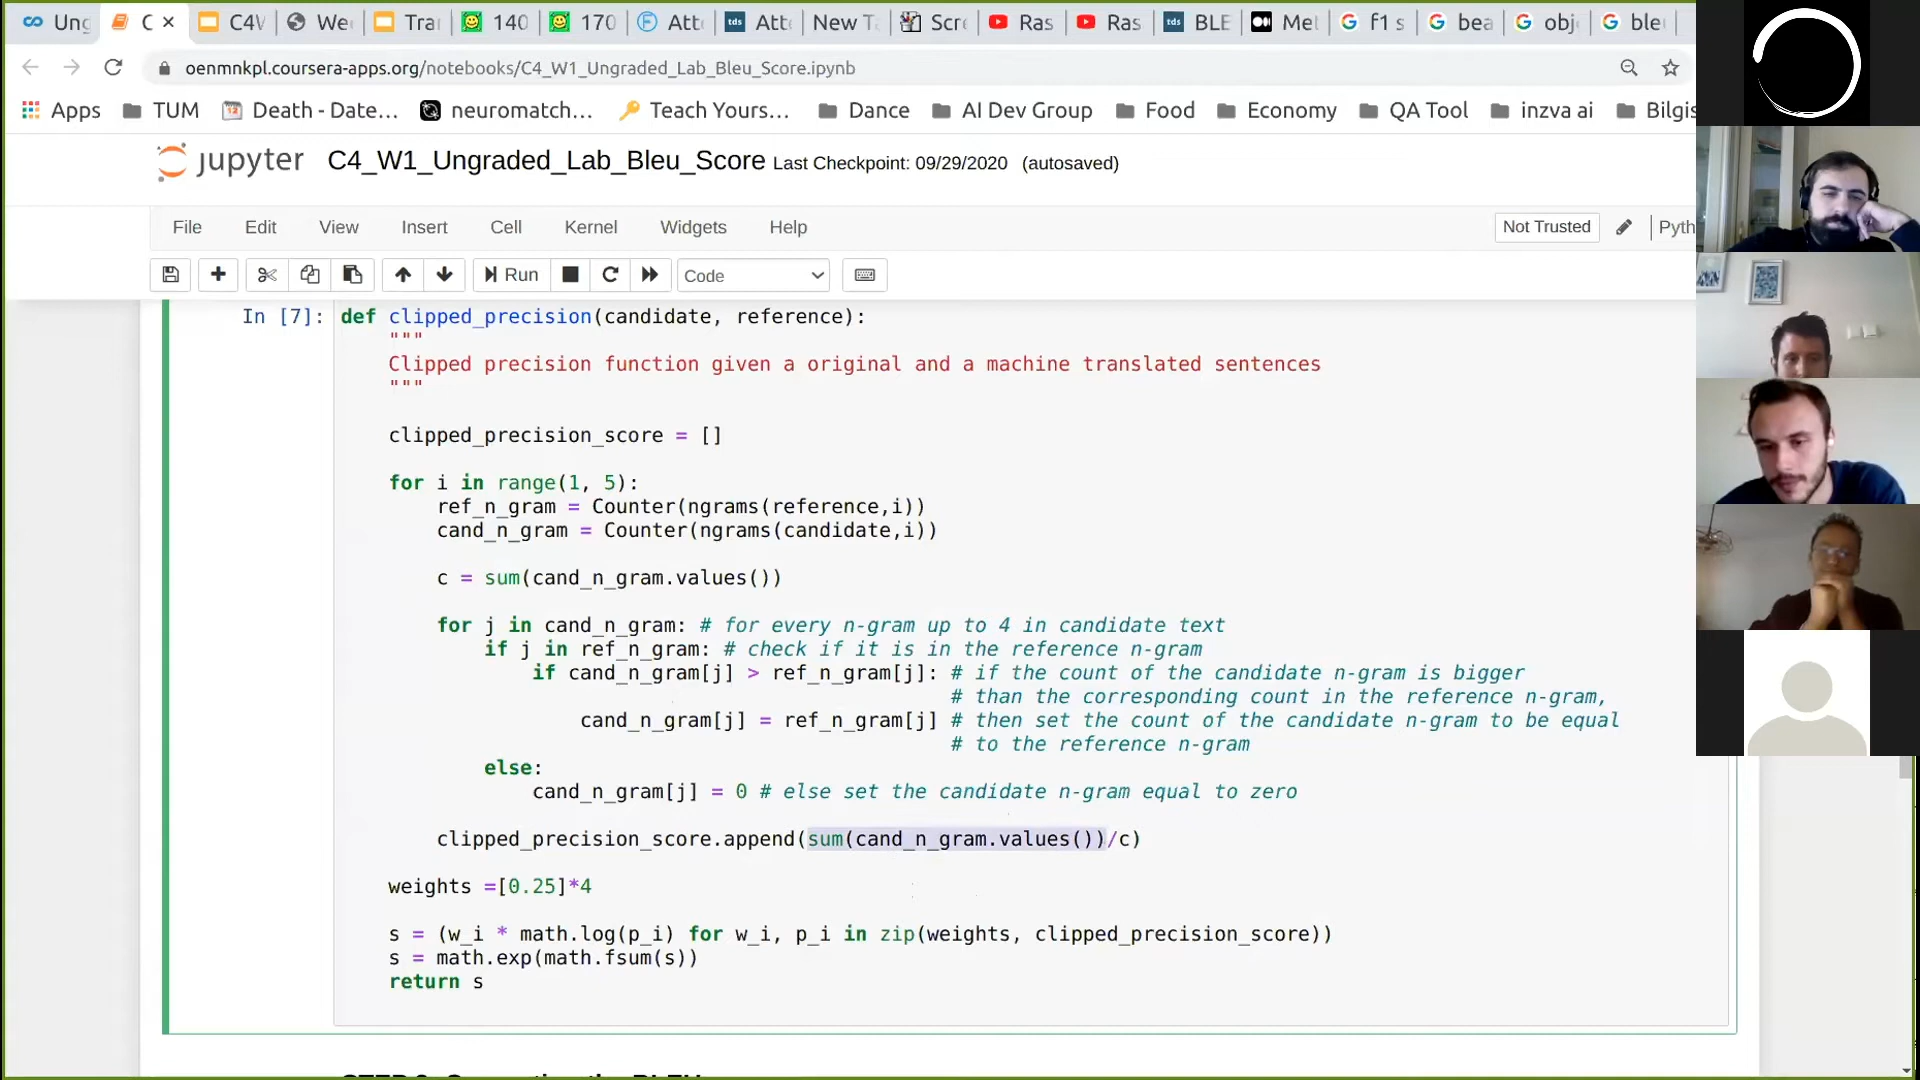 Ung C × C4W We Tra 140 170 Atte tds Atte New Ta Scre Ras Ras tds BLE Met f1 s bea obj ble
oenmnkpl.coursera-apps.org/notebooks/C4_W1_Ungraded_Lab_Bleu_Score.ipynb
Apps TUM Death - Date... neuromatch... Teach Yours... Dance AI Dev Group Food Economy QA Tool inzva ai Bilgis
jupyter C4_W1_Ungraded_Lab_Bleu_Score Last Checkpoint: 09/29/2020 (autosaved)
File Edit View Insert Cell Kernel Widgets Help Not Trusted Pyth
Run Code
In [7]: def clipped_precision(candidate, reference):
"""
Clipped precision function given a original and a machine translated sentences
"""
clipped_precision_score = []
for i in range(1, 5):
ref_n_gram = Counter(ngrams(reference,i))
cand_n_gram = Counter(ngrams(candidate,i))
c = sum(cand_n_gram.values())
for j in cand_n_gram: # for every n-gram up to 4 in candidate text
if j in ref_n_gram: # check if it is in the reference n-gram
if cand_n_gram[j] > ref_n_gram[j]: # if the count of the candidate n-gram is bigger
# than the corresponding count in the reference n-gram,
cand_n_gram[j] = ref_n_gram[j] # then set the count of the candidate n-gram to be equal
# to the reference n-gram
else:
cand_n_gram[j] = 0 # else set the candidate n-gram equal to zero
clipped_precision_score.append(sum(cand_n_gram.values())/c)
weights =[0.25]*4
s = (w_i * math.log(p_i) for w_i, p_i in zip(weights, clipped_precision_score))
s = math.exp(math.fsum(s))
return s